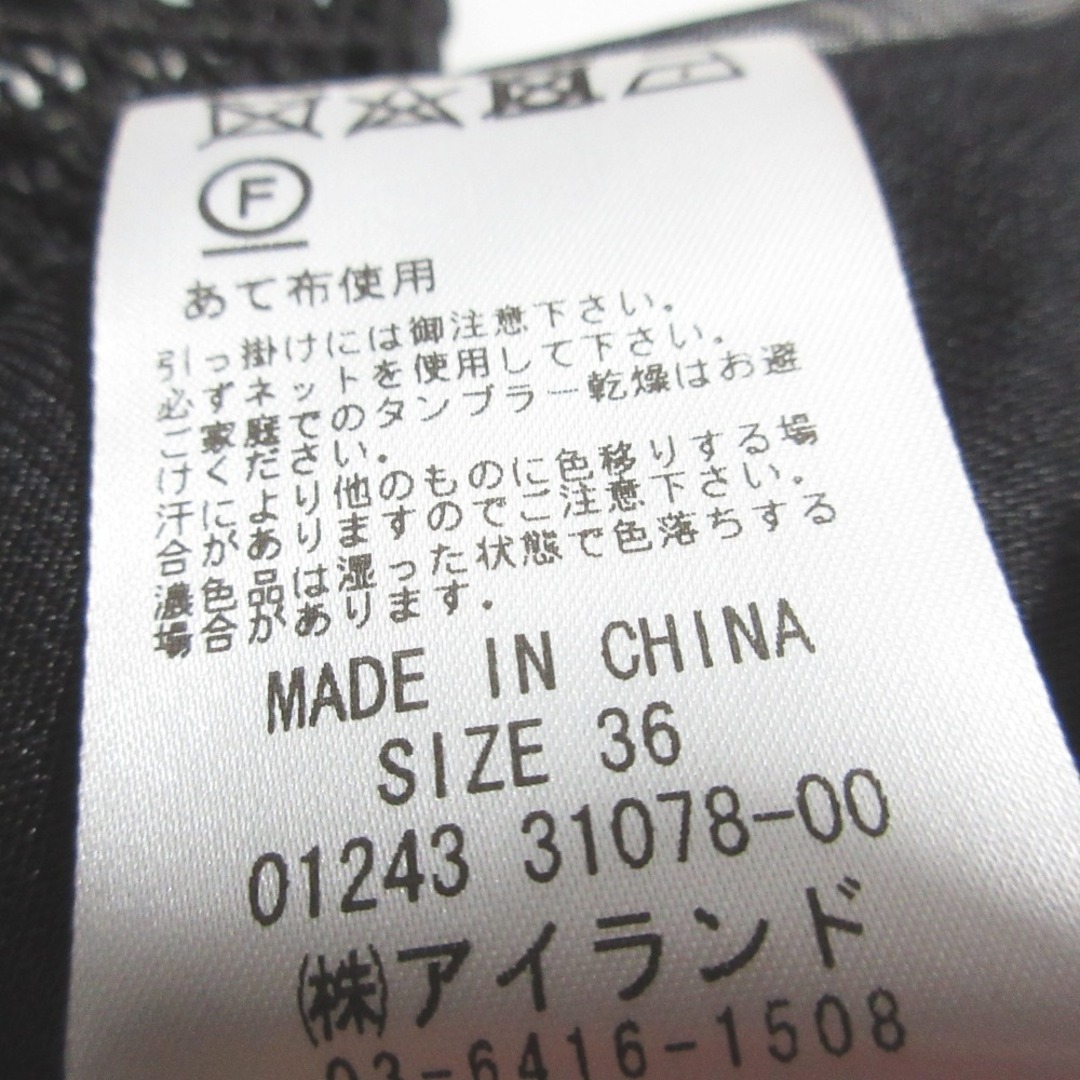 F
あて布使用
引っ掛けには御注意下さい.
必ずネットを使用して下さい.
ご家庭でのタンブラー乾燥はお避
けください.
汗により他のものに色移りする場
合がありますのでご注意下さい.
濃色品は湿った状態で色落ちする
場合があります.
MADE IN CHINA
SIZE 36
01243 31078-00
(株)アイランド
03-6416-1508